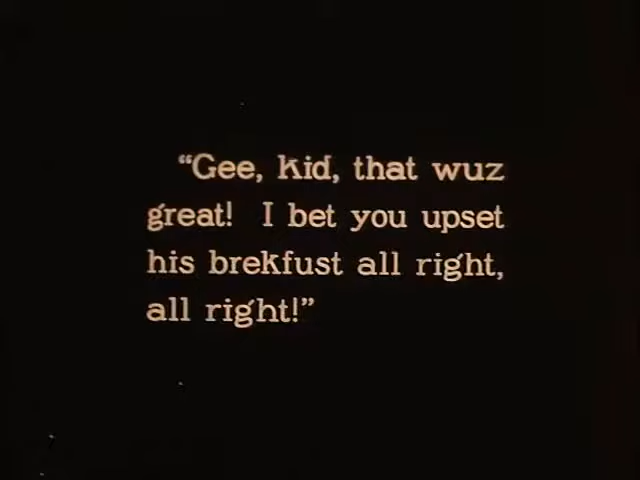 “Gee, kid, that wuz
great! I bet you upset
his brekfust all right,
all right!”